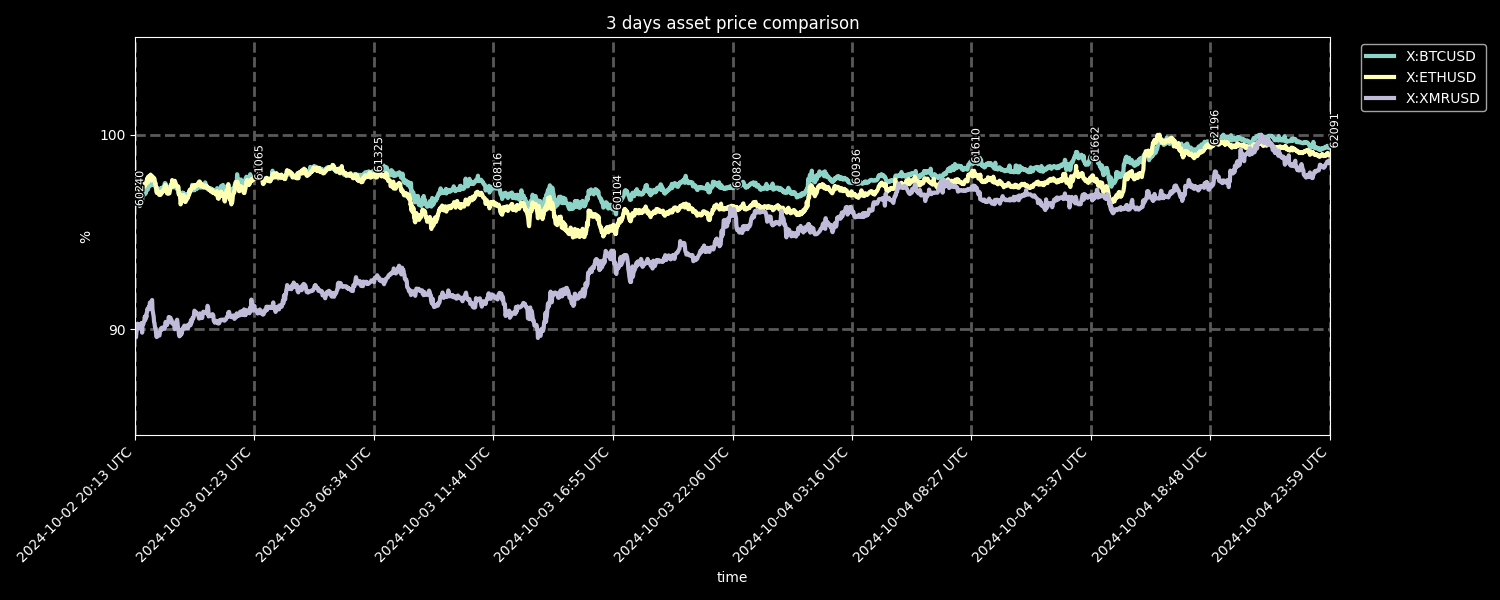 3 days asset price comparison
X:BTCUSD
X:ETHUSD
X:XMRUSD
100
90
%
60240
61065
61325
60816
60104
60820
60936
61610
61662
62196
62091
2024-10-02 20:13 UTC
2024-10-03 01:23 UTC
2024-10-03 06:34 UTC
2024-10-03 11:44 UTC
2024-10-03 16:55 UTC
2024-10-03 22:06 UTC
2024-10-04 03:16 UTC
2024-10-04 08:27 UTC
2024-10-04 13:37 UTC
2024-10-04 18:48 UTC
2024-10-04 23:59 UTC
time